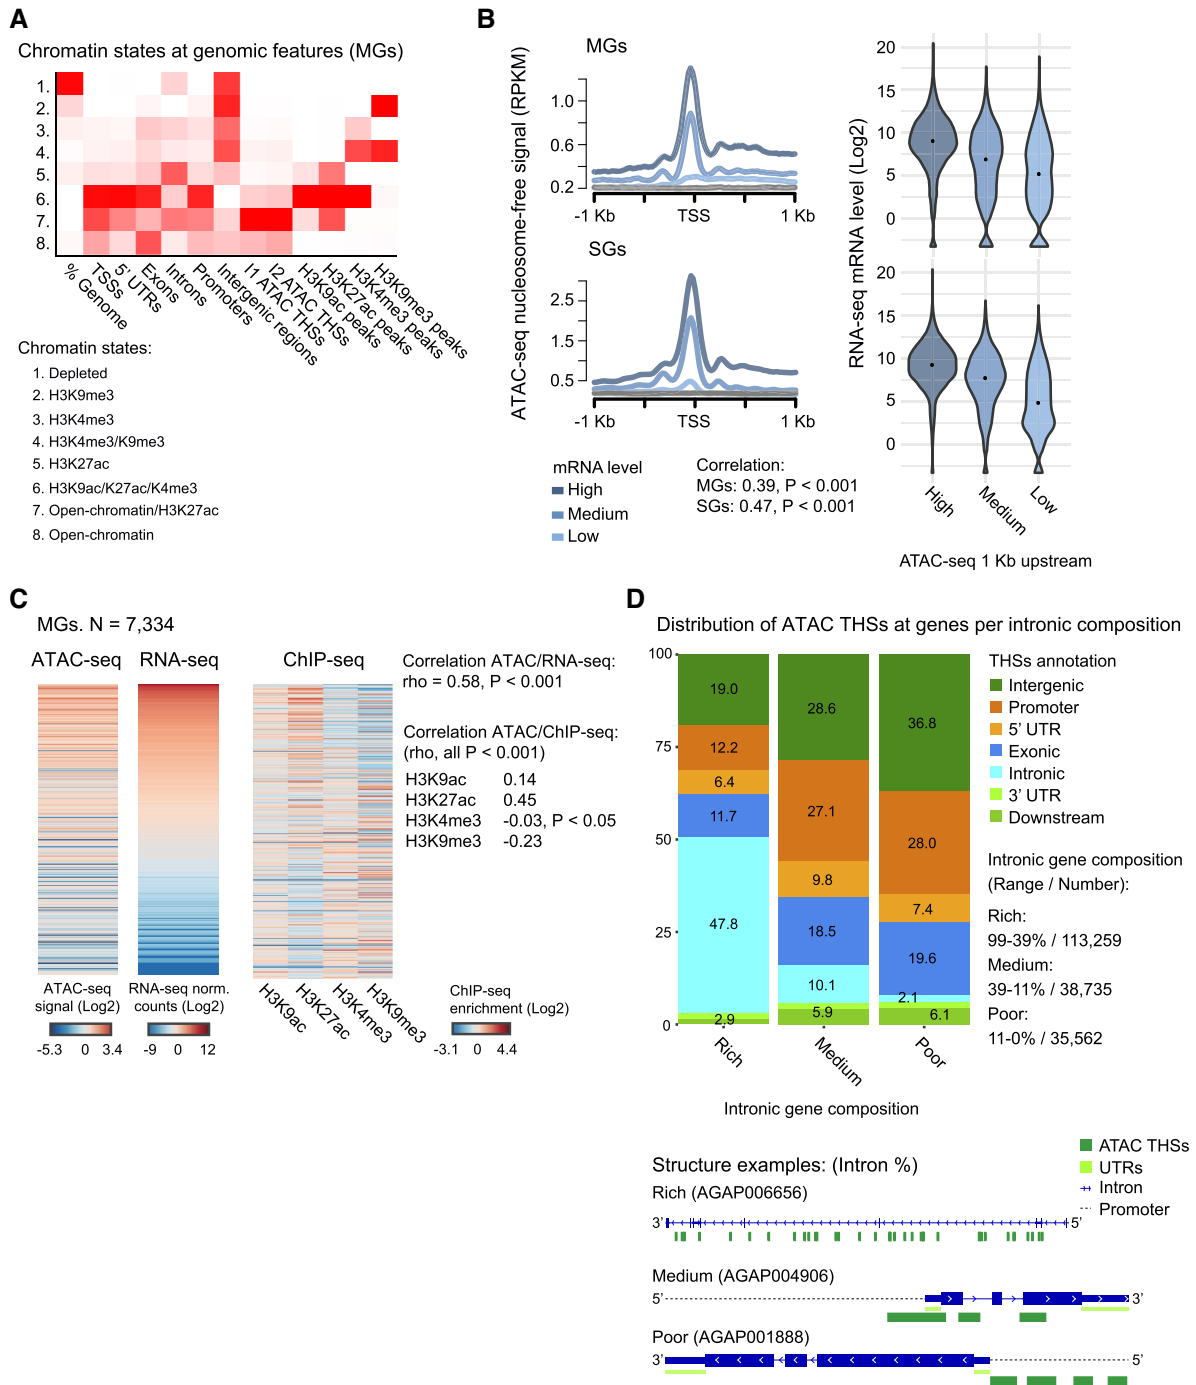 A
Chromatin states at genomic features (MGs)
1.
2.
3.
4.
5.
6.
7.
8.
% Genome
TSSs
5' UTRs
Exons
Introns
Promoters
Intergenic regions
I1 ATAC THSs
I2 ATAC THSs
H3K9ac peaks
H3K27ac peaks
H3K4me3 peaks
H3K9me3 peaks
Chromatin states:
1. Depleted
2. H3K9me3
3. H3K4me3
4. H3K4me3/K9me3
5. H3K27ac
6. H3K9ac/K27ac/K4me3
7. Open-chromatin/H3K27ac
8. Open-chromatin
B
ATAC-seq nucleosome-free signal (RPKM)
MGs
1.0
0.6
0.2
-1 Kb TSS 1 Kb
SGs
2.5
1.5
0.5
-1 Kb TSS 1 Kb
mRNA level
High
Medium
Low
Correlation:
MGs: 0.39, P < 0.001
SGs: 0.47, P < 0.001
RNA-seq mRNA level (Log2)
20
15
10
5
0
20
15
10
5
0
High
Medium
Low
ATAC-seq 1 Kb upstream
C
MGs. N = 7,334
ATAC-seq RNA-seq ChIP-seq
Correlation ATAC/RNA-seq:
rho = 0.58, P < 0.001
Correlation ATAC/ChIP-seq:
(rho, all P < 0.001)
H3K9ac 0.14
H3K27ac 0.45
H3K4me3 -0.03, P < 0.05
H3K9me3 -0.23
H3K9ac
H3K27ac
H3K4me3
H3K9me3
ATAC-seq
signal (Log2)
-5.3 0 3.4
RNA-seq norm.
counts (Log2)
-9 0 12
ChIP-seq
enrichment (Log2)
-3.1 0 4.4
D
Distribution of ATAC THSs at genes per intronic composition
100
75
50
25
0
19.0
12.2
6.4
11.7
47.8
2.9
28.6
27.1
9.8
18.5
10.1
5.9
36.8
28.0
7.4
19.6
2.1
6.1
Rich
Medium
Poor
Intronic gene composition
THSs annotation
Intergenic
Promoter
5' UTR
Exonic
Intronic
3' UTR
Downstream
Intronic gene composition
(Range / Number):
Rich:
99-39% / 113,259
Medium:
39-11% / 38,735
Poor:
11-0% / 35,562
ATAC THSs
UTRs
Intron
Promoter
Structure examples: (Intron %)
Rich (AGAP006656)
3' 5'
Medium (AGAP004906)
5' 3'
Poor (AGAP001888)
3' 5'